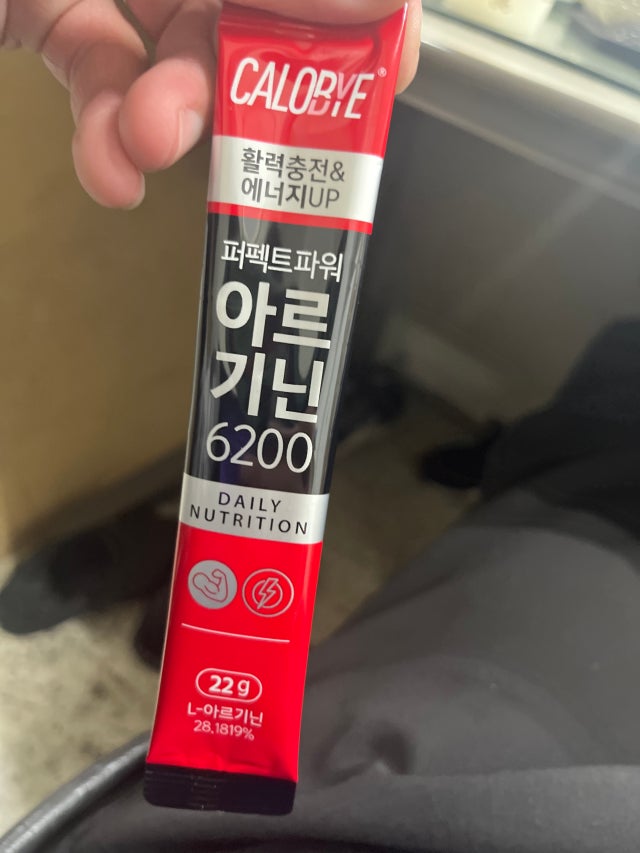 CALOBYE®
활력충전&
에너지UP
퍼펙트파워
아르
기닌
6200
DAILY
NUTRITION
22g
L-아르기닌
28.1819%